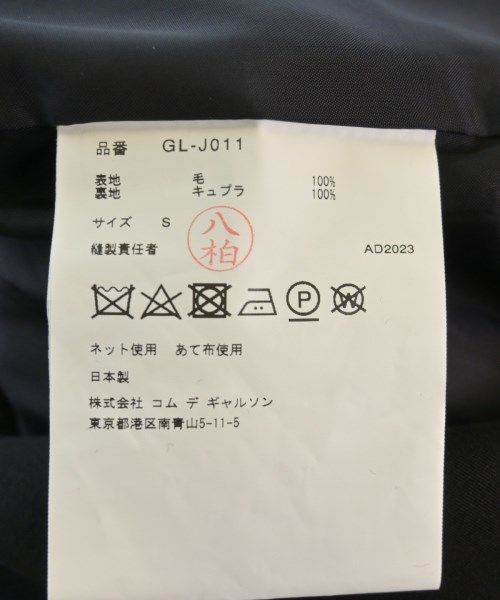 品番 GL-J011
表地 毛 100%
裏地 キュプラ 100%
サイズ S
縫製責任者 八柏 AD2023
P W
ネット使用 あて布使用
日本製
株式会社 コム デ ギャルソン
東京都港区南青山5-11-5